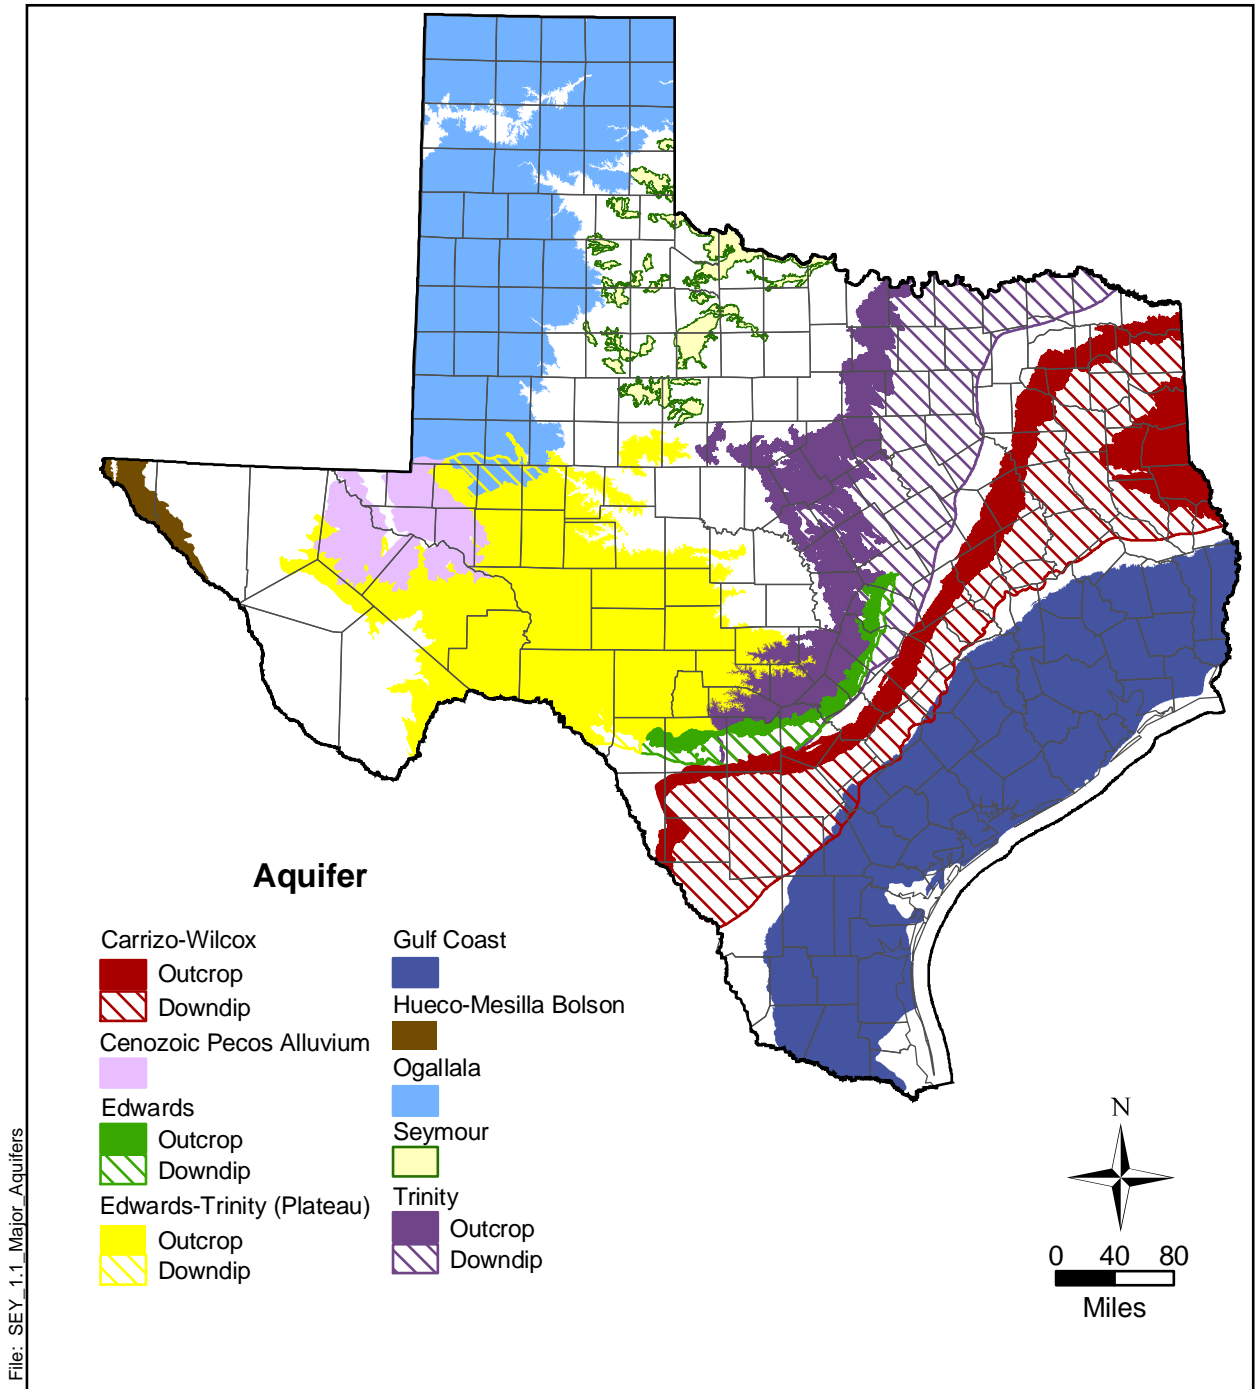 Aquifer
Carrizo-Wilcox
Outcrop
Downdip
Cenozoic Pecos Alluvium
Edwards
Outcrop
Downdip
Edwards-Trinity (Plateau)
Outcrop
Downdip
Gulf Coast
Hueco-Mesilla Bolson
Ogallala
Seymour
Trinity
Outcrop
Downdip
N
0 40 80
Miles
File: SEY_1.1_Major_Aquifers